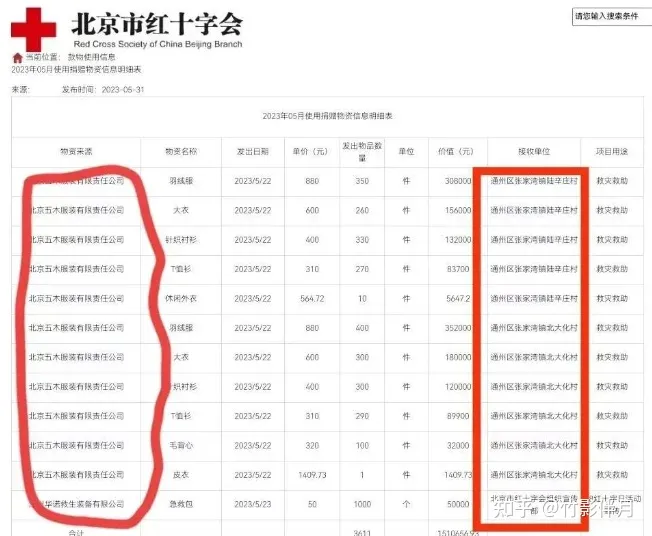 北京市红十字会
Red Cross Society of China Beijing Branch
请您输入搜索条件
当前位置： 款物使用信息
2023年05月使用捐赠物资信息明细表
来源： 发布时间：2023-05-31
2023年05月使用捐赠物资信息明细表
物资来源 物资名称 发出日期 单价（元） 发出物品数量 单位 价值（元） 接收单位 项目用途
北京五木服装有限责任公司 羽绒服 2023/5/22 880 350 件 308000 通州区张家湾镇陆辛庄村 救灾救助
北京五木服装有限责任公司 大衣 2023/5/22 600 260 件 156000 通州区张家湾镇陆辛庄村 救灾救助
北京五木服装有限责任公司 针织衬衫 2023/5/22 400 330 件 132000 通州区张家湾镇陆辛庄村 救灾救助
北京五木服装有限责任公司 T恤衫 2023/5/22 310 270 件 83700 通州区张家湾镇陆辛庄村 救灾救助
北京五木服装有限责任公司 休闲外衣 2023/5/22 564.72 10 件 5647.2 通州区张家湾镇陆辛庄村 救灾救助
北京五木服装有限责任公司 羽绒服 2023/5/22 880 400 件 352000 通州区张家湾镇北大化村 救灾救助
北京五木服装有限责任公司 大衣 2023/5/22 600 300 件 180000 通州区张家湾镇北大化村 救灾救助
北京五木服装有限责任公司 针织衬衫 2023/5/22 400 300 件 120000 通州区张家湾镇北大化村 救灾救助
北京五木服装有限责任公司 T恤衫 2023/5/22 310 290 件 89900 通州区张家湾镇北大化村 救灾救助
北京五木服装有限责任公司 毛背心 2023/5/22 320 100 件 32000 通州区张家湾镇北大化村 救灾救助
北京五木服装有限责任公司 皮衣 2023/5/22 1409.73 1 件 1409.73 通州区张家湾镇北大化村 救灾救助
华诺救生装备有限公司 急救包 2023/5/23 50 1000 个 50000 北京市红十字会组织宣传部 红十字日活动
合计 3611 1510656.93
知乎 @竹影伴月